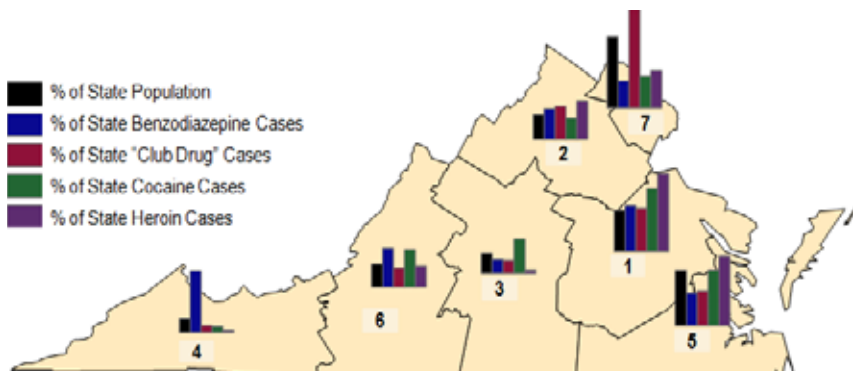 % of State Population
% of State Benzodiazepine Cases
% of State "Club Drug" Cases
% of State Cocaine Cases
% of State Heroin Cases
7
2
1
3
6
5
4